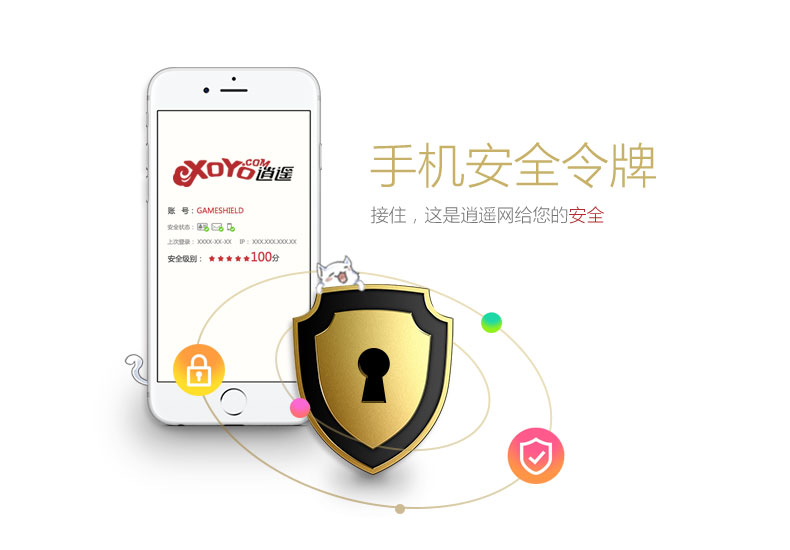 XOYO.COM逍遥
账 号：GAMESHIELD
安全状态：
上次登录：XXXX-XX-XX IP：XXX.XXX.XXX.XX
安全级别：★★★★★100分
手机安全令牌
接住，这是逍遥网给您的安全